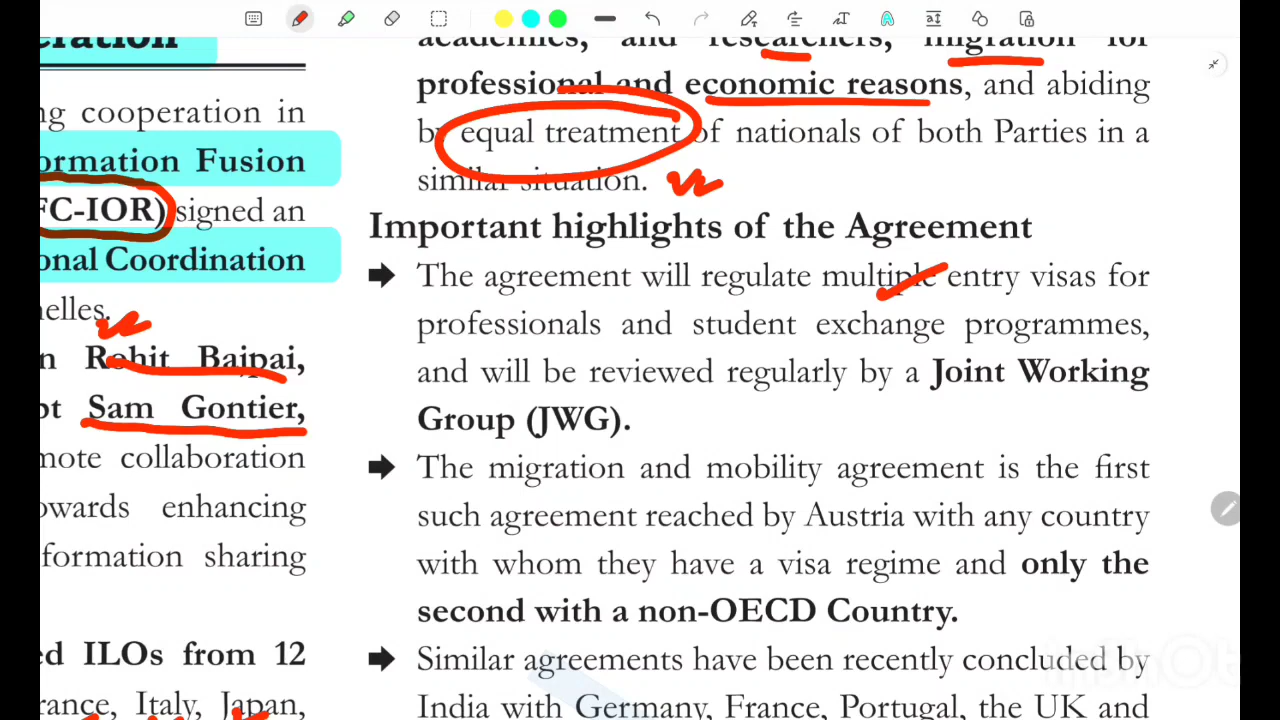 eration
ng cooperation in
ormation Fusion
FC-IOR) signed an
onal Coordination
helles.
n Rohit Bajpai,
pt Sam Gontier,
mote collaboration
owards enhancing
formation sharing
ed ILOs from 12
rance, Italy, Japan,
academics, and researchers, migration for
professional and economic reasons, and abiding
by equal treatment of nationals of both Parties in a
similar situation.
Important highlights of the Agreement
The agreement will regulate multiple entry visas for
professionals and student exchange programmes,
and will be reviewed regularly by a Joint Working
Group (JWG).
The migration and mobility agreement is the first
such agreement reached by Austria with any country
with whom they have a visa regime and only the
second with a non-OECD Country.
Similar agreements have been recently concluded by
India with Germany, France, Portugal, the UK and